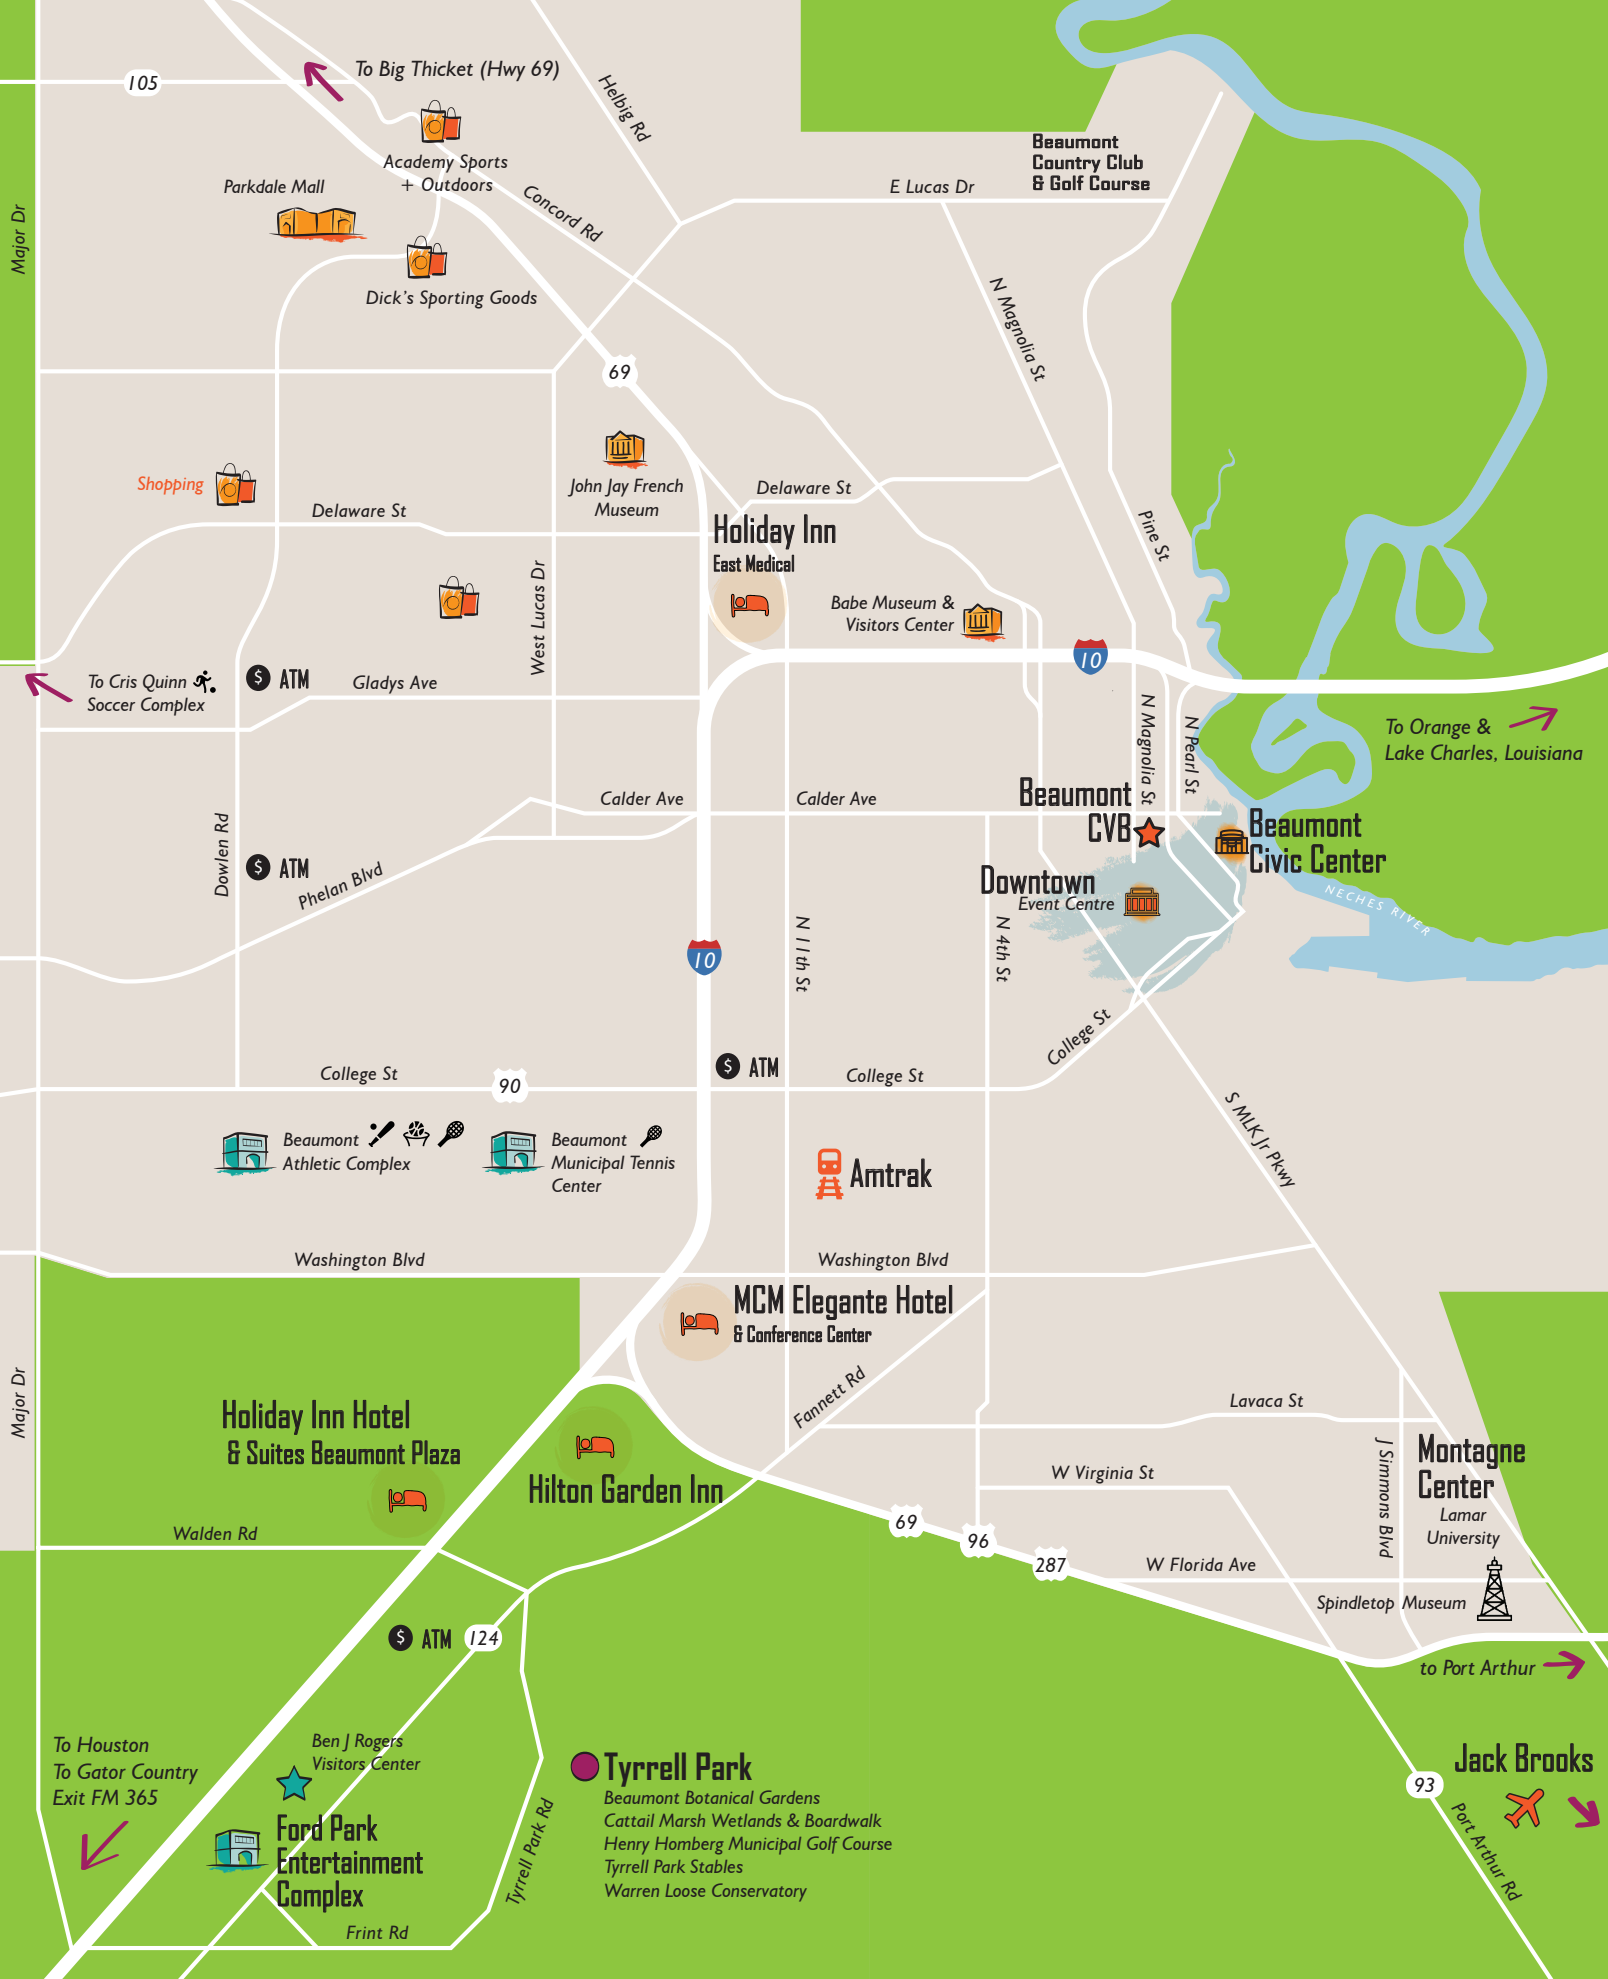 105
To Big Thicket (Hwy 69)
Helbig Rd
Academy Sports
+ Outdoors
Parkdale Mall
Concord Rd
Beaumont
Country Club
& Golf Course
E Lucas Dr
Major Dr
Dick's Sporting Goods
N Magnolia St
69
John Jay French
Museum
Shopping
Delaware St
Delaware St
Holiday Inn
East Medical
Pine St
West Lucas Dr
Babe Museum &
Visitors Center
10
To Cris Quinn
Soccer Complex
$ ATM
Gladys Ave
N Magnolia St
N Pearl St
To Orange &
Lake Charles, Louisiana
Calder Ave
Calder Ave
Beaumont
CVB
Beaumont
Civic Center
Dowlen Rd
$ ATM
Phelan Blvd
Downtown
Event Centre
NECHES RIVER
N 11th St
N 4th St
10
College St
$ ATM
College St
90
College St
S MLK Jr Pkwy
Beaumont
Athletic Complex
Beaumont
Municipal Tennis
Center
Amtrak
Washington Blvd
Washington Blvd
MCM Elegante Hotel
& Conference Center
Major Dr
Fannett Rd
Lavaca St
Holiday Inn Hotel
& Suites Beaumont Plaza
Hilton Garden Inn
J Simmons Blvd
Montagne
Center
Lamar
University
W Virginia St
Walden Rd
69
96
287
W Florida Ave
Spindletop Museum
$ ATM
124
to Port Arthur
To Houston
To Gator Country
Exit FM 365
Ben J Rogers
Visitors Center
Ford Park
Entertainment
Complex
Tyrrell Park Rd
Frint Rd
Tyrrell Park
Beaumont Botanical Gardens
Cattail Marsh Wetlands & Boardwalk
Henry Homberg Municipal Golf Course
Tyrrell Park Stables
Warren Loose Conservatory
Jack Brooks
93
Port Arthur Rd